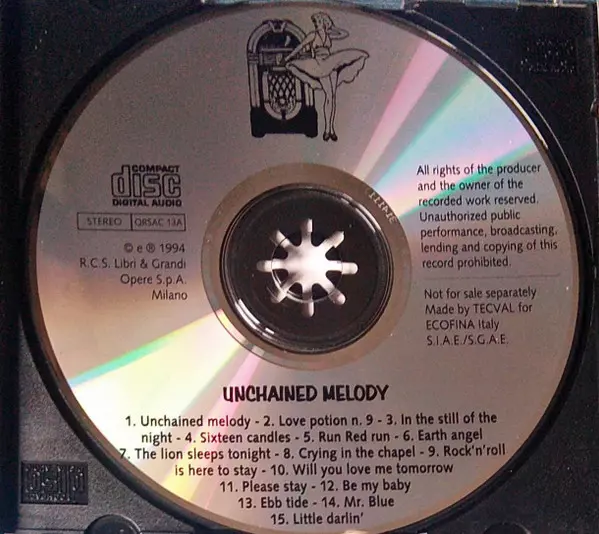 COMPACT
disc
DIGITAL AUDIO
STEREO QRSAC 13A
© e ℗ 1994
R.C.S. Libri & Grandi
Opere S.p.A.
Milano
All rights of the producer
and the owner of the
recorded work reserved.
Unauthorized public
performance, broadcasting,
lending and copying of this
record prohibited.
Not for sale separately
Made by TECVAL for
ECOFINA Italy
S.I.A.E./S.G.A.E.
UNCHAINED MELODY
1. Unchained melody - 2. Love potion n. 9 - 3. In the still of the
night - 4. Sixteen candles - 5. Run Red run - 6. Earth angel
7. The lion sleeps tonight - 8. Crying in the chapel - 9. Rock'n'roll
is here to stay - 10. Will you love me tomorrow
11. Please stay - 12. Be my baby
13. Ebb tide - 14. Mr. Blue
15. Little darlin'